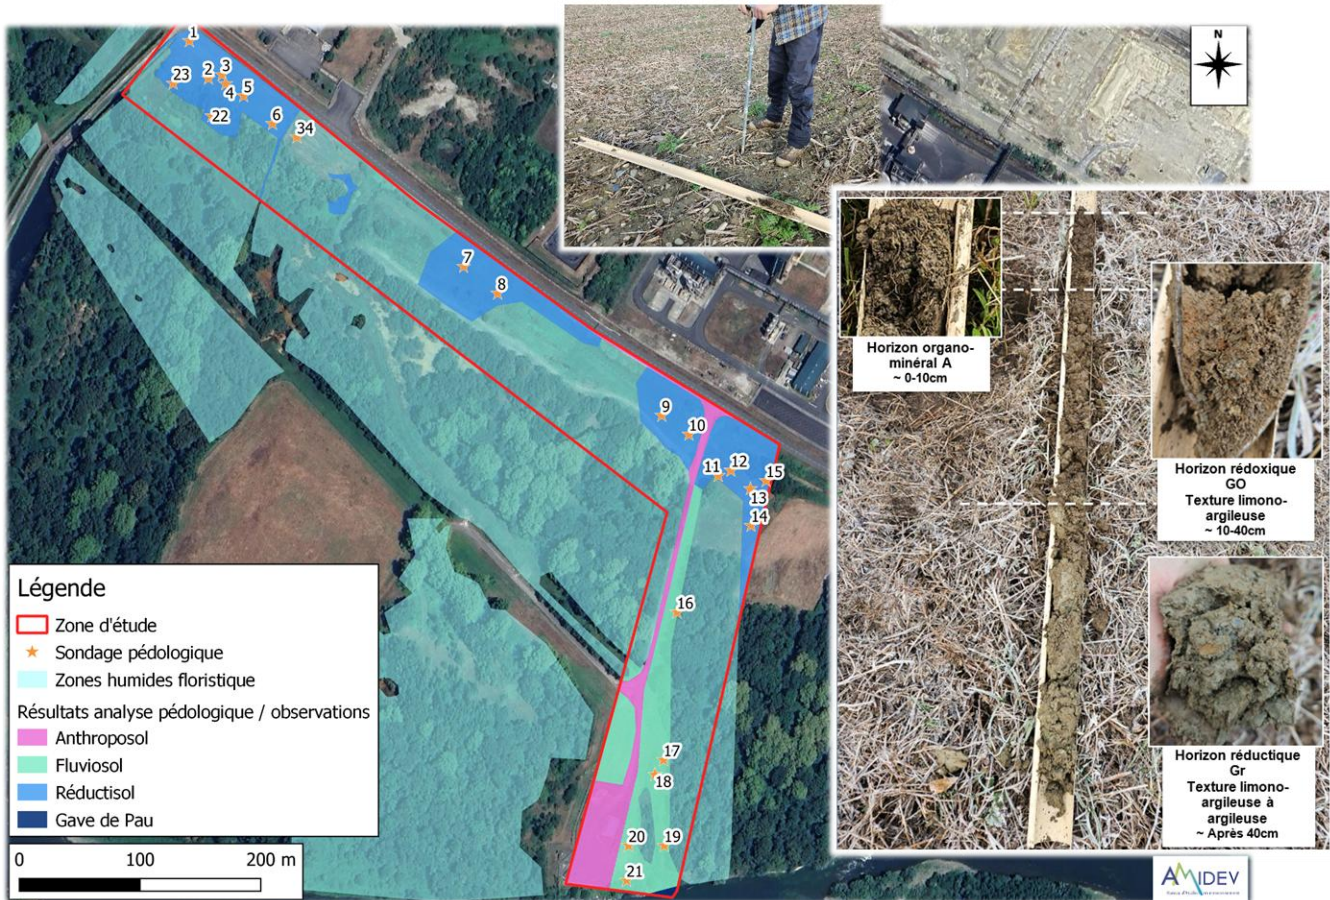 N
1
23
2
3
4
5
22
6
34
7
8
9
10
11
12
15
13
14
16
17
18
20
19
21
Légende
Zone d'étude
Sondage pédologique
Zones humides floristique
Résultats analyse pédologique / observations
Anthroposol
Fluviosol
Réductisol
Gave de Pau
0 100 200 m
Horizon organo-
minéral A
~ 0-10cm
Horizon rédoxique
GO
Texture limono-
argileuse
~ 10-40cm
Horizon réductique
Gr
Texture limono-
argileuse à
argileuse
~ Après 40cm
AMIDEV